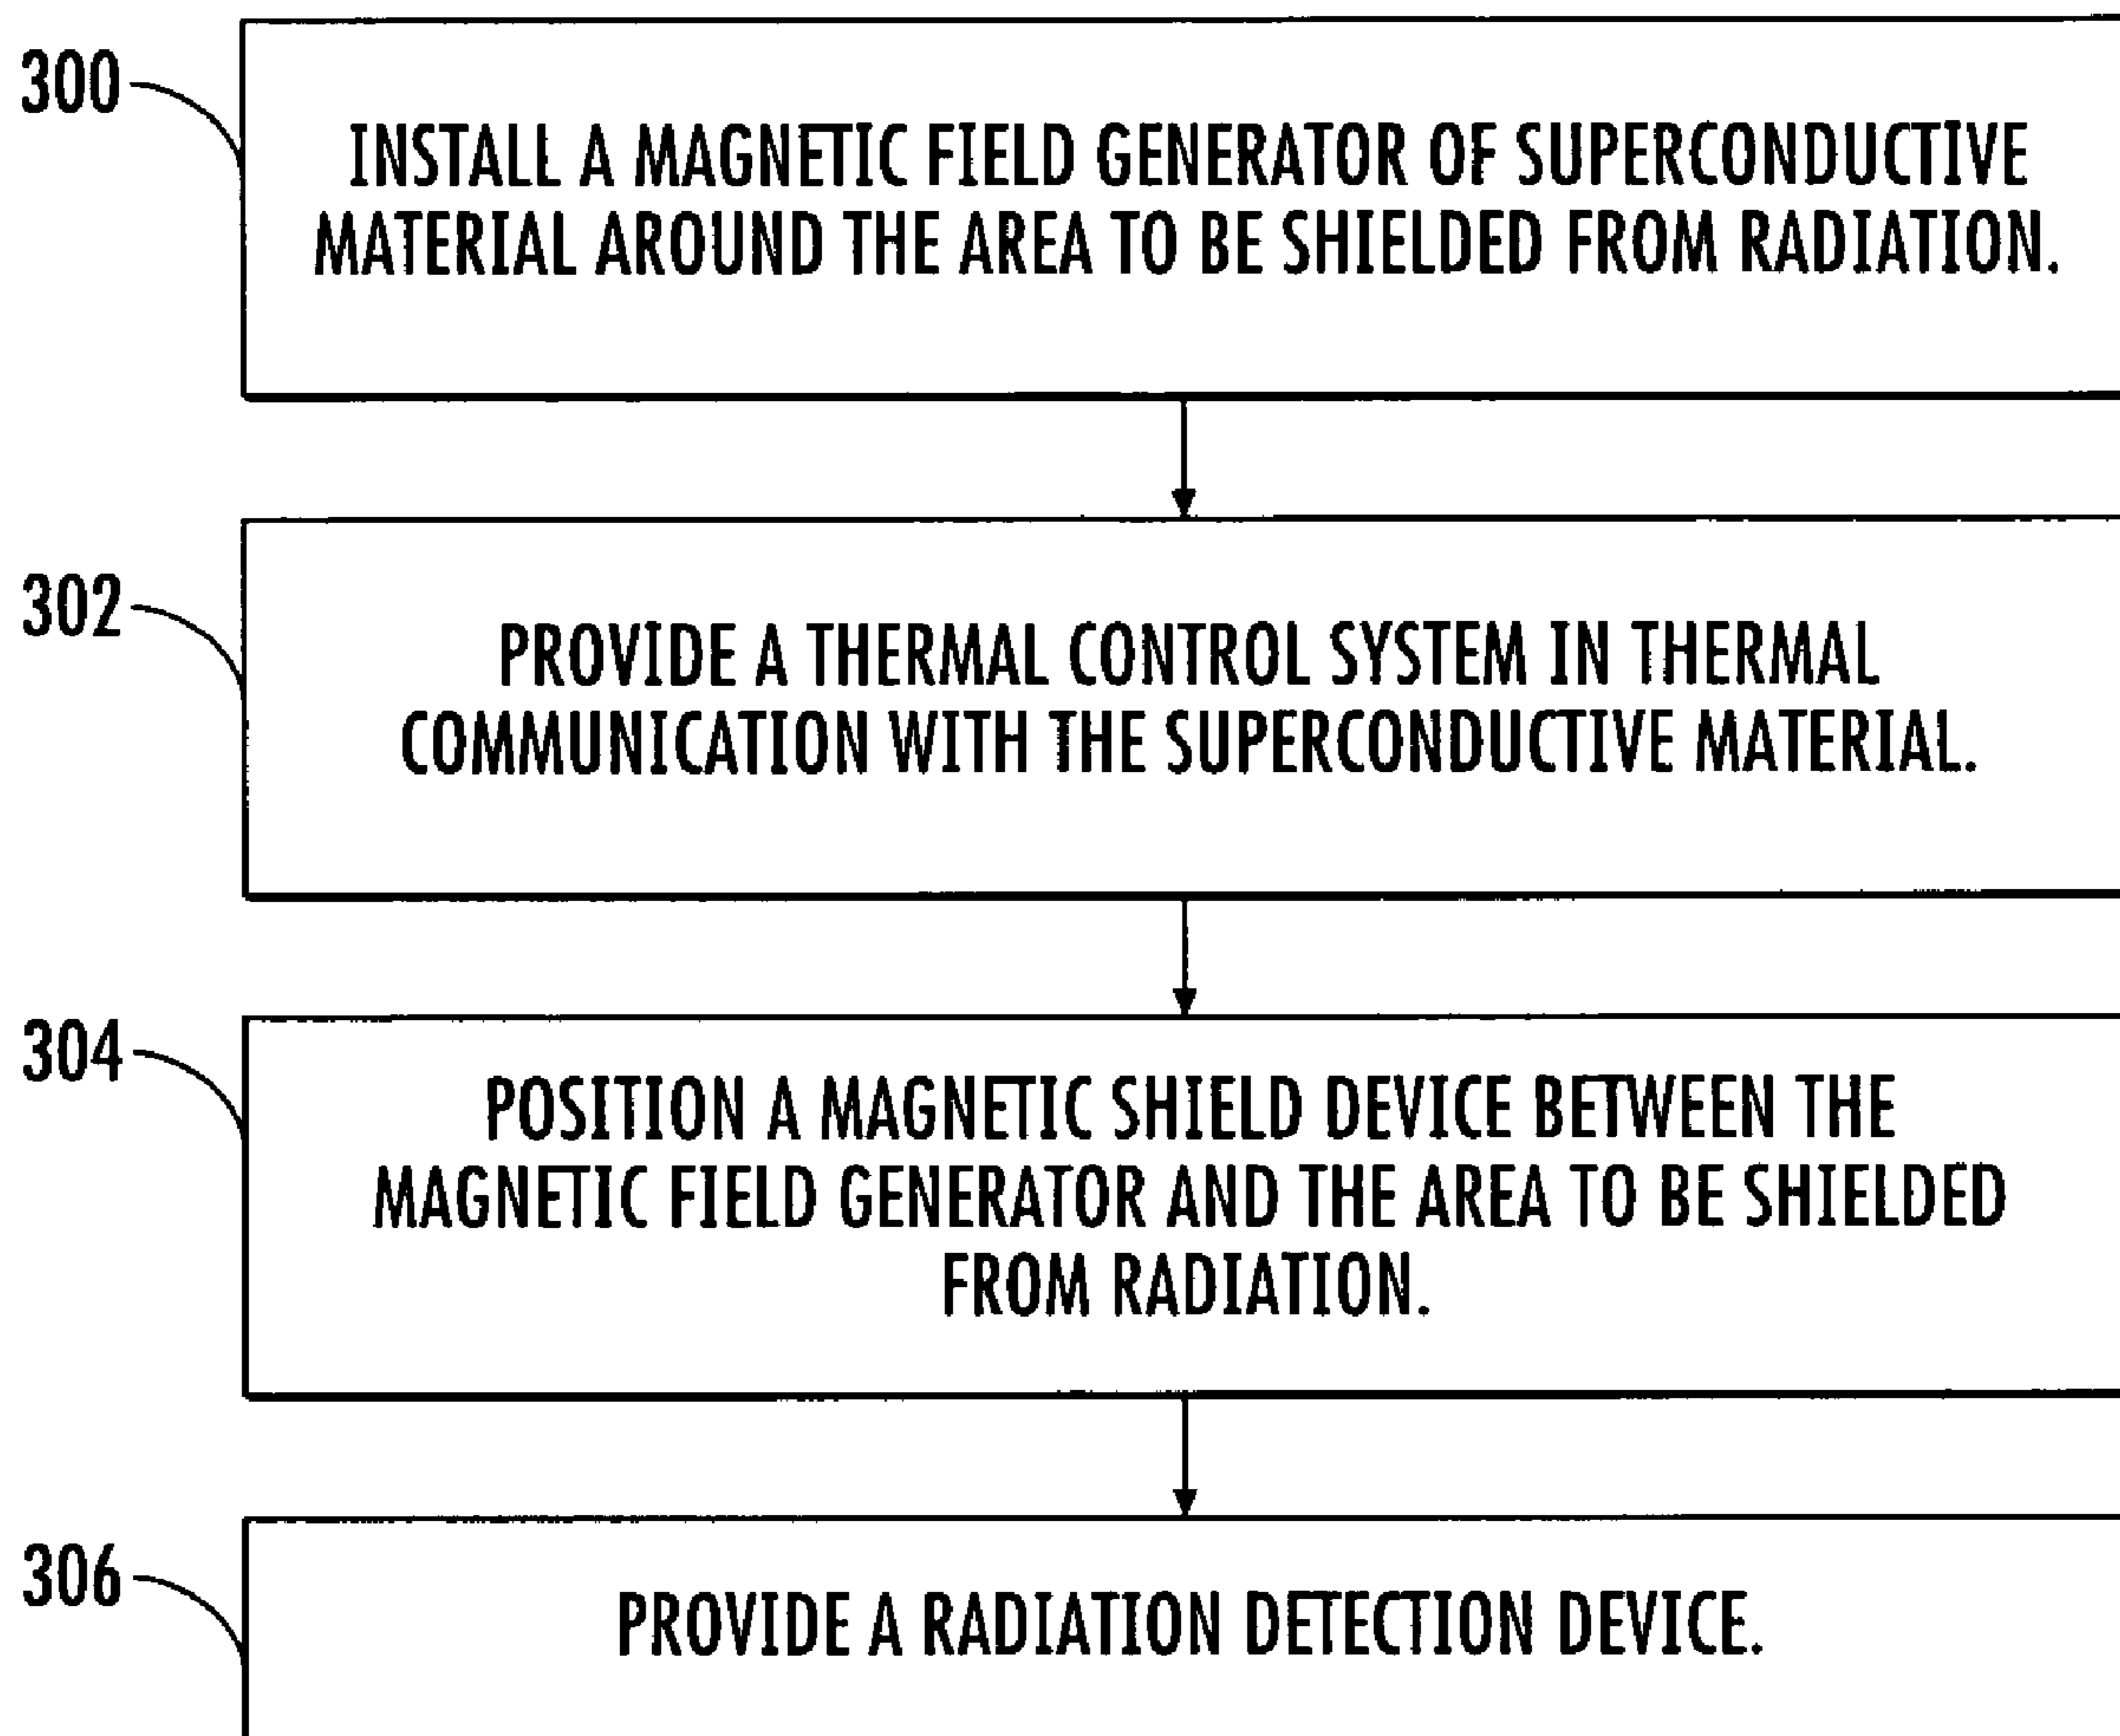 300
INSTALL A MAGNETIC FIELD GENERATOR OF SUPERCONDUCTIVE
MATERIAL AROUND THE AREA TO BE SHIELDED FROM RADIATION.
302
PROVIDE A THERMAL CONTROL SYSTEM IN THERMAL
COMMUNICATION WITH THE SUPERCONDUCTIVE MATERIAL.
304
POSITION A MAGNETIC SHIELD DEVICE BETWEEN THE
MAGNETIC FIELD GENERATOR AND THE AREA TO BE SHIELDED
FROM RADIATION.
306
PROVIDE A RADIATION DETECTION DEVICE.